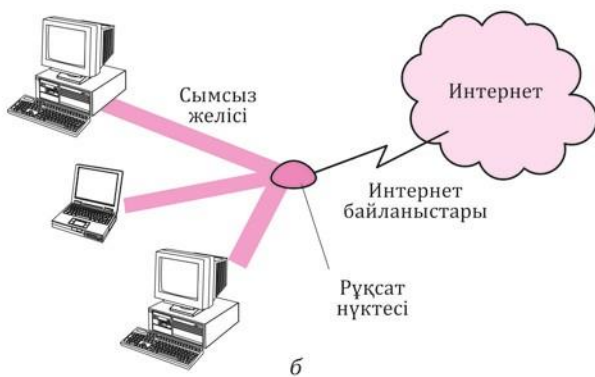 Сымсыз
желісі
Интернет
Интернет
байланыстары
Рұқсат
нүктесі
б